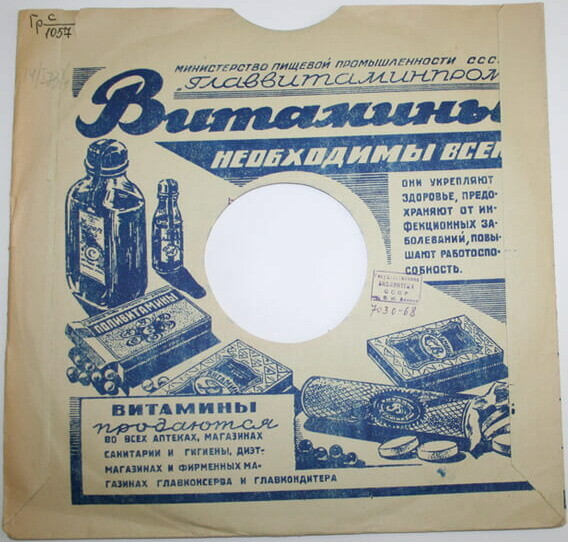 Гр С
1057
МИНИСТЕРСТВО ПИЩЕВОЙ ПРОМЫШЛЕННОСТИ ССС
„Главвитаминпром
Витамины
НЕОБХОДИМЫ ВСЕМ
ОНИ УКРЕПЛЯЮТ
ЗДОРОВЬЕ, ПРЕДО-
ХРАНЯЮТ ОТ ИН-
ФЕКЦИОННЫХ ЗА-
БОЛЕВАНИЙ, ПОВЫ-
ШАЮТ РАБОТОСПО-
СОБНОСТЬ.
БИБЛИОТЕКА
СССР
7030-68
ПОЛИВИТАМИНЫ
ВИТАМИНЫ
продаются
ВО ВСЕХ АПТЕКАХ, МАГАЗИНАХ
САНИТАРИИ И ГИГИЕНЫ, ДИЭТ-
МАГАЗИНАХ И ФИРМЕННЫХ МА-
ГАЗИНАХ ГЛАВКОНСЕРВА И ГЛАВКОНДИТЕРА